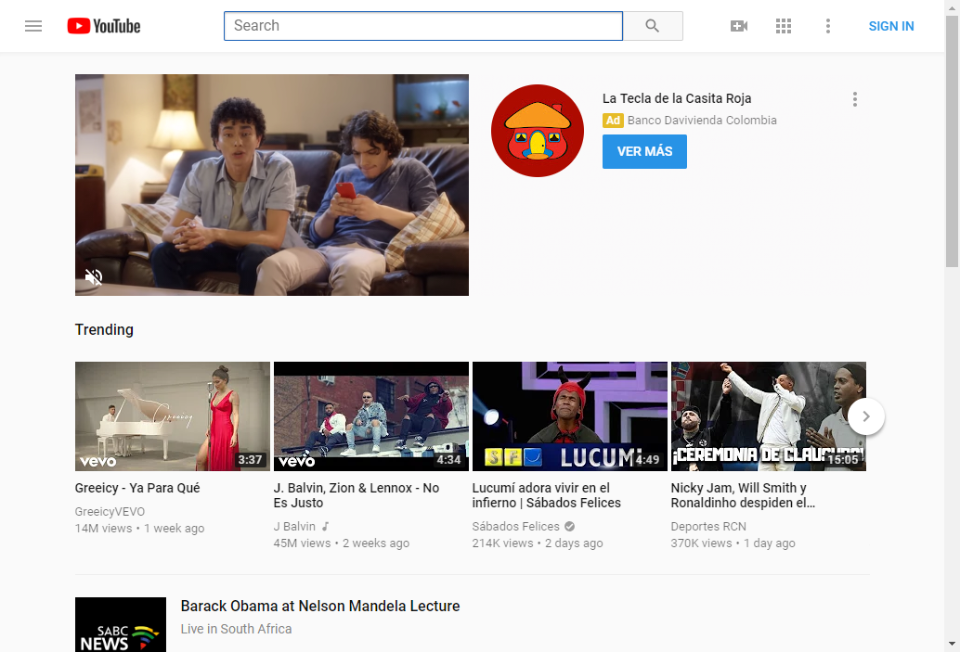 YouTube
Search
SIGN IN
La Tecla de la Casita Roja
Ad Banco Davivienda Colombia
VER MÁS
Trending
Greeicy
vevo
3:37
vevo
4:34
SFD
LUCUMÍ
4:49
¡CEREMONIA DE CLAUSURA!
15:05
Greeicy - Ya Para Qué
GreeicyVEVO
14M views • 1 week ago
J. Balvin, Zion & Lennox - No
Es Justo
J Balvin
45M views • 2 weeks ago
Lucumí adora vivir en el
infierno | Sábados Felices
Sábados Felices
214K views • 2 days ago
Nicky Jam, Will Smith y
Ronaldinho despiden el...
Deportes RCN
370K views • 1 day ago
SABC
NEWS
Barack Obama at Nelson Mandela Lecture
Live in South Africa